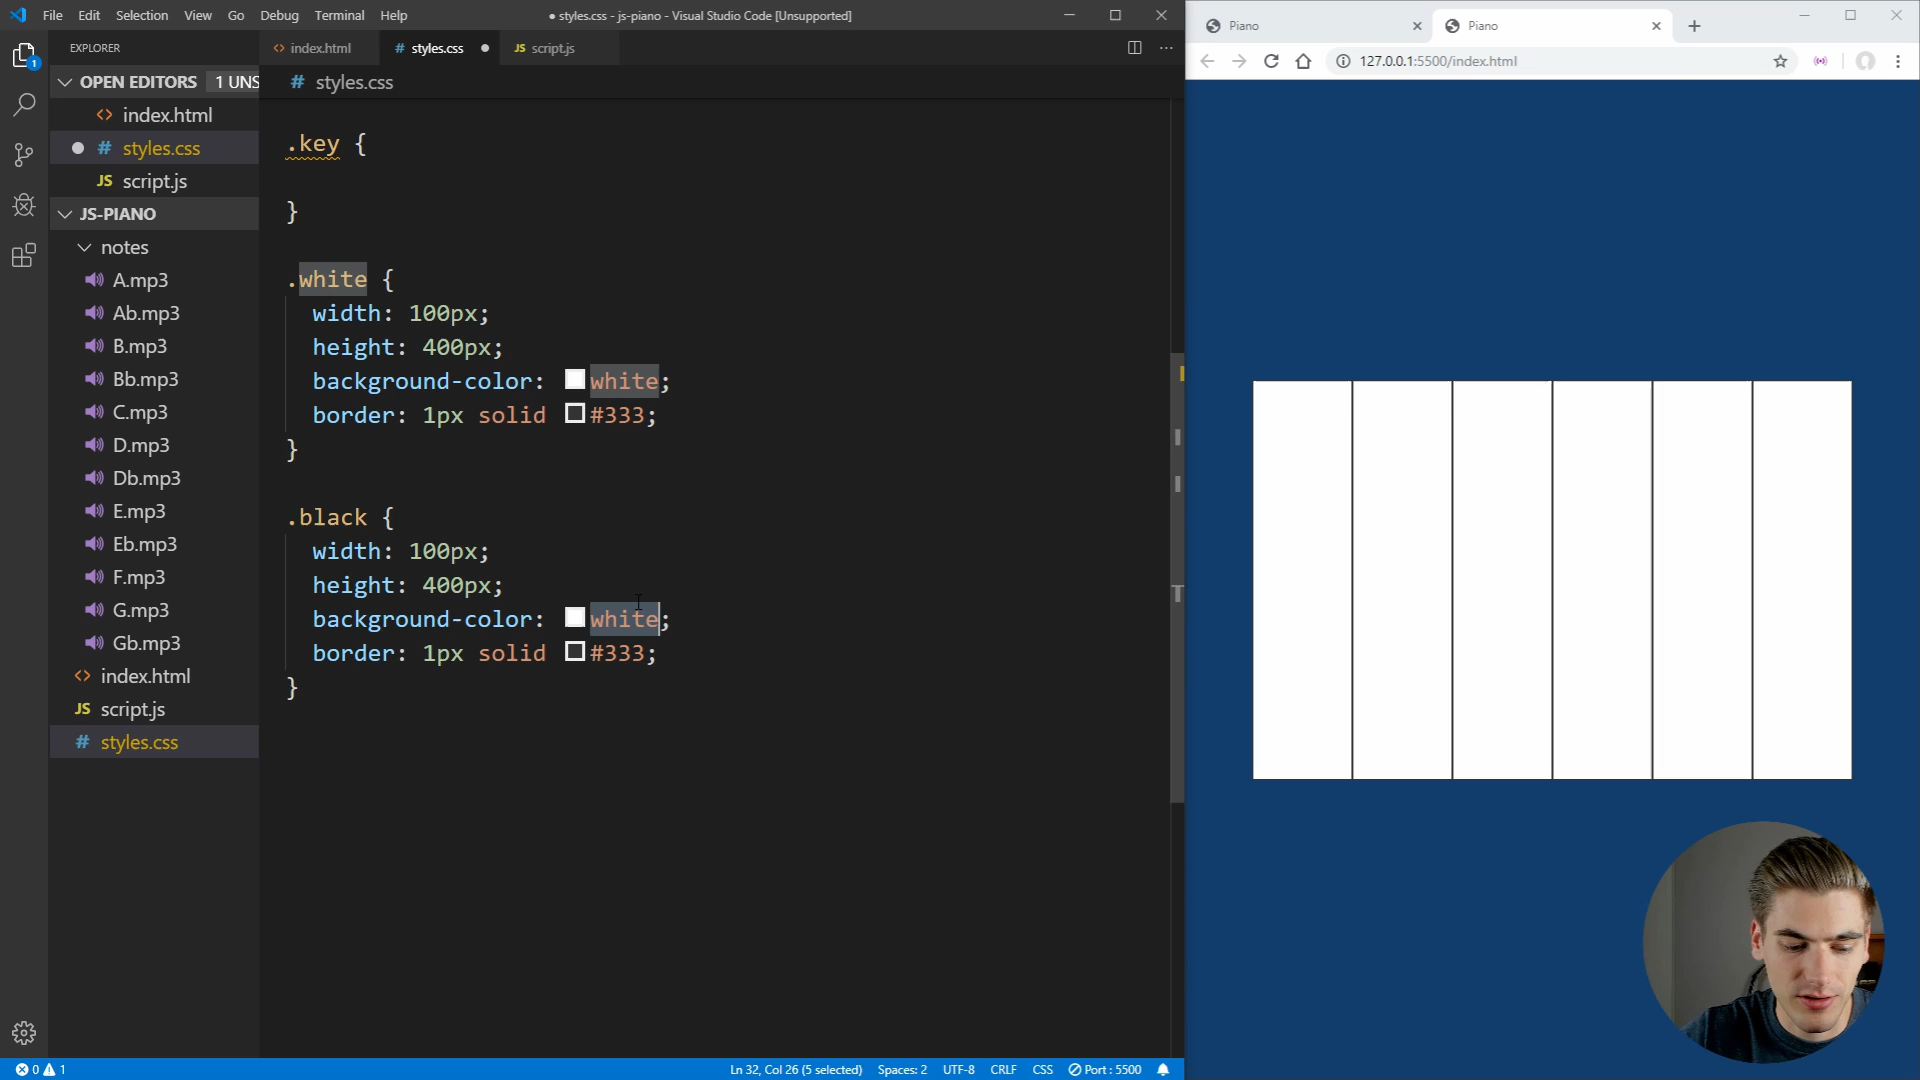 File Edit Selection View Go Debug Terminal Help
● styles.css - js-piano - Visual Studio Code [Unsupported]
EXPLORER
OPEN EDITORS 1 UNS
<> index.html
# styles.css
JS script.js
JS-PIANO
notes
A.mp3
Ab.mp3
B.mp3
Bb.mp3
C.mp3
D.mp3
Db.mp3
E.mp3
Eb.mp3
F.mp3
G.mp3
Gb.mp3
<> index.html
JS script.js
# styles.css
<> index.html # styles.css ● JS script.js
# styles.css
.key {
}
.white {
width: 100px;
height: 400px;
background-color: white;
border: 1px solid #333;
}
.black {
width: 100px;
height: 400px;
background-color: white;
border: 1px solid #333;
}
0 1
Ln 32, Col 26 (5 selected) Spaces: 2 UTF-8 CRLF CSS Port : 5500
Piano
Piano
127.0.0.1:5500/index.html
1